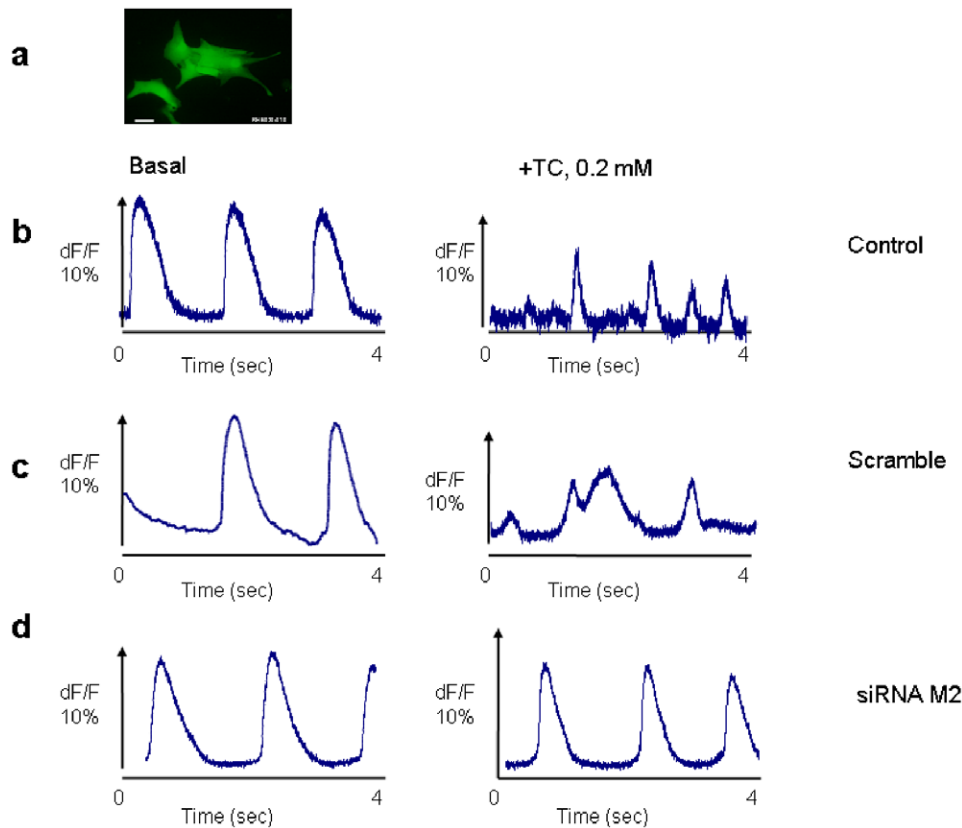 a
Basal
+TC, 0.2 mM
b
dF/F
10%
0
Time (sec)
4
dF/F
10%
0
Time (sec)
4
Control
c
dF/F
10%
0
Time (sec)
4
dF/F
10%
0
Time (sec)
4
Scramble
d
dF/F
10%
0
Time (sec)
4
dF/F
10%
0
Time (sec)
4
siRNA M2